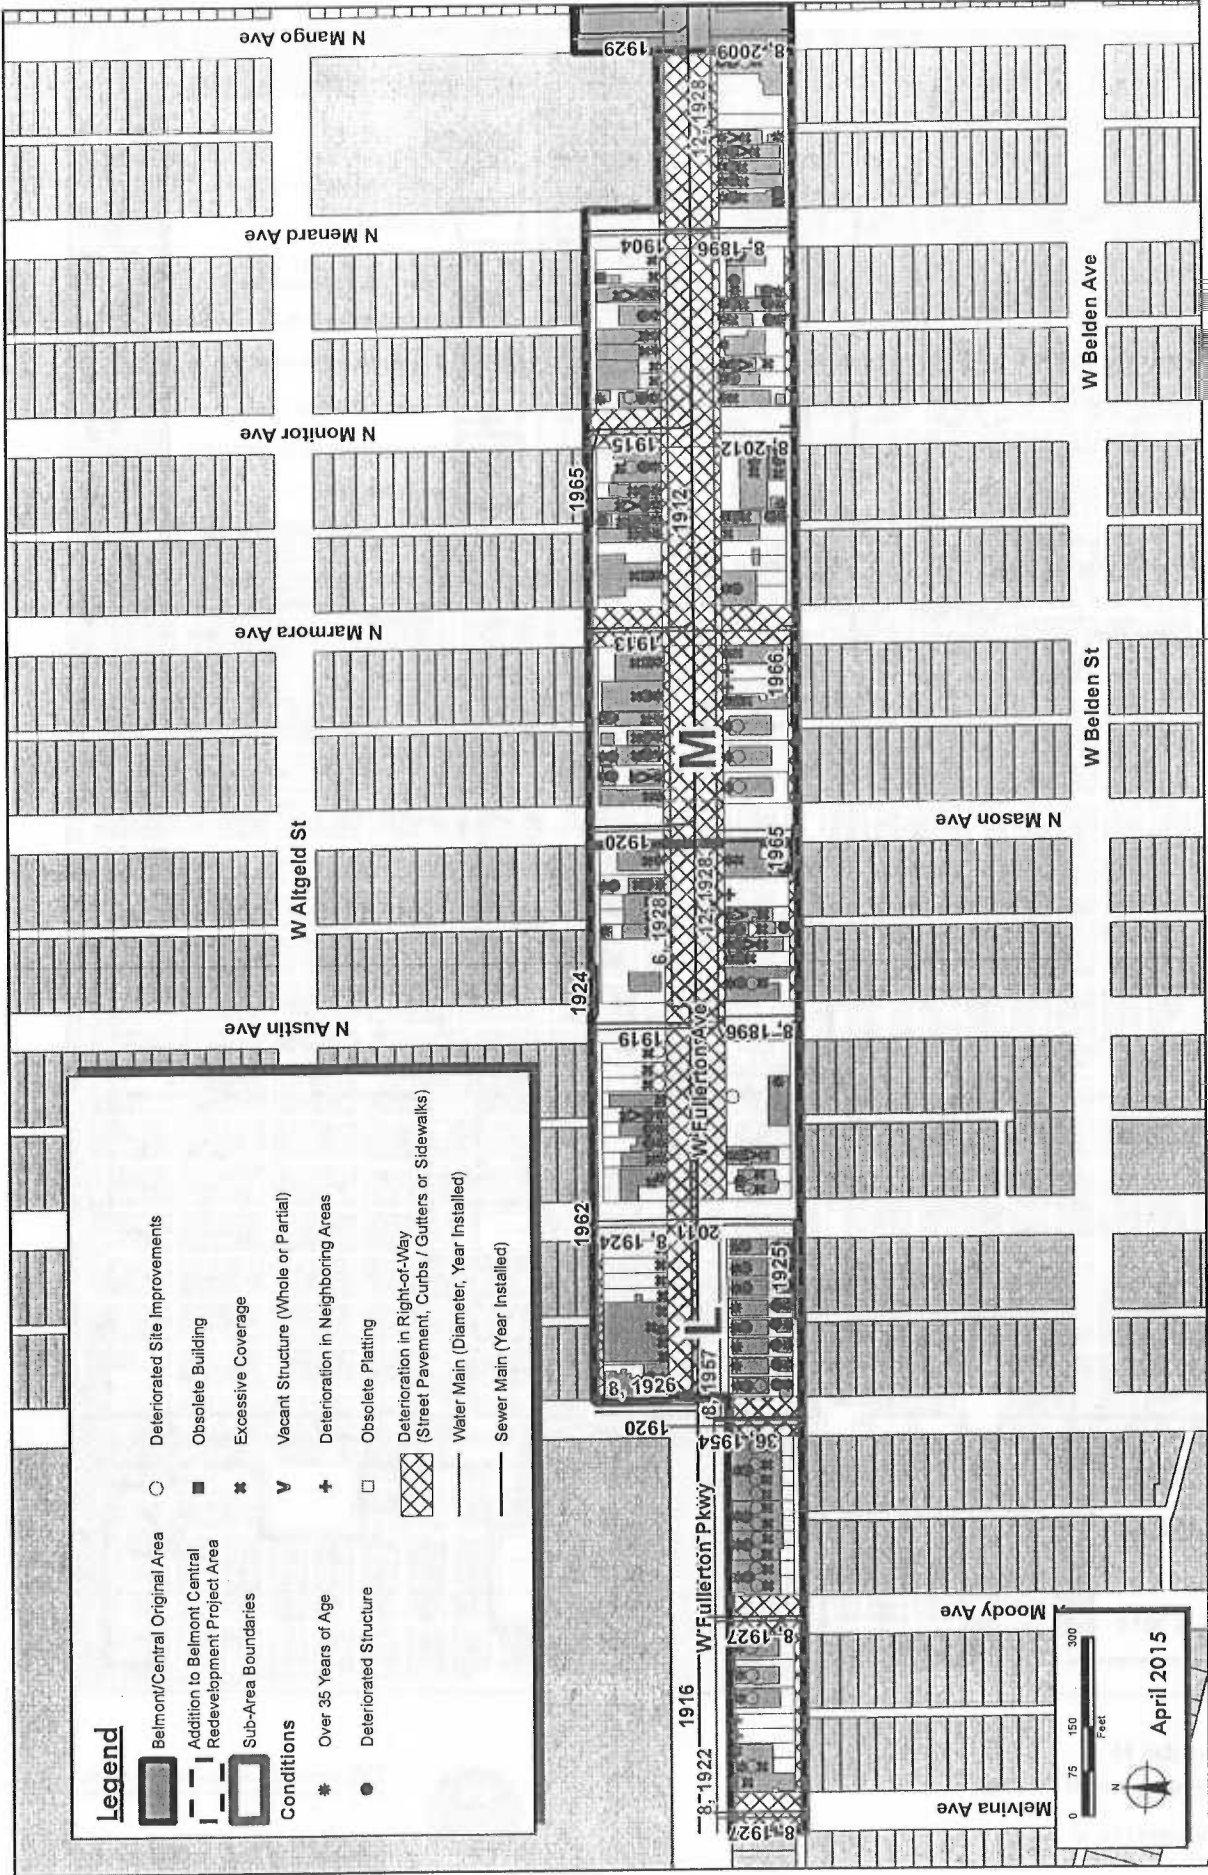 Legend
Belmont/Central Original Area
Addition to Belmont Central
Redevelopment Project Area
Sub-Area Boundaries
Conditions
Over 35 Years of Age
Deteriorated Structure
Deteriorated Site Improvements
Obsolete Building
Excessive Coverage
Vacant Structure (Whole or Partial)
Deterioration in Neighboring Areas
Obsolete Platting
Deterioration in Right-of-Way
(Street Pavement, Curbs / Gutters or Sidewalks)
Water Main (Diameter, Year Installed)
Sewer Main (Year Installed)
W Altgeld St
N Austin Ave
N Marmora Ave
N Monitor Ave
N Menard Ave
N Mango Ave
1962
1924
1965
8, 1926
8, 1924
1919
6, 1928
1920
1913
1915
1904
1929
1920
1916
W Fullerton Pkwy
8, 1957
L
2011
W Fullerton Ave
12, 1928
M
1912
12, 1928
8, 1922
8, 1927
8, 1927
36, 1954
1925
8, 1896
1965
1966
8, 2012
8, 1896
8, 2009
Melvina Ave
Moody Ave
N Mason Ave
W Belden St
W Belden Ave
0 75 150 300
Feet
N
April 2015